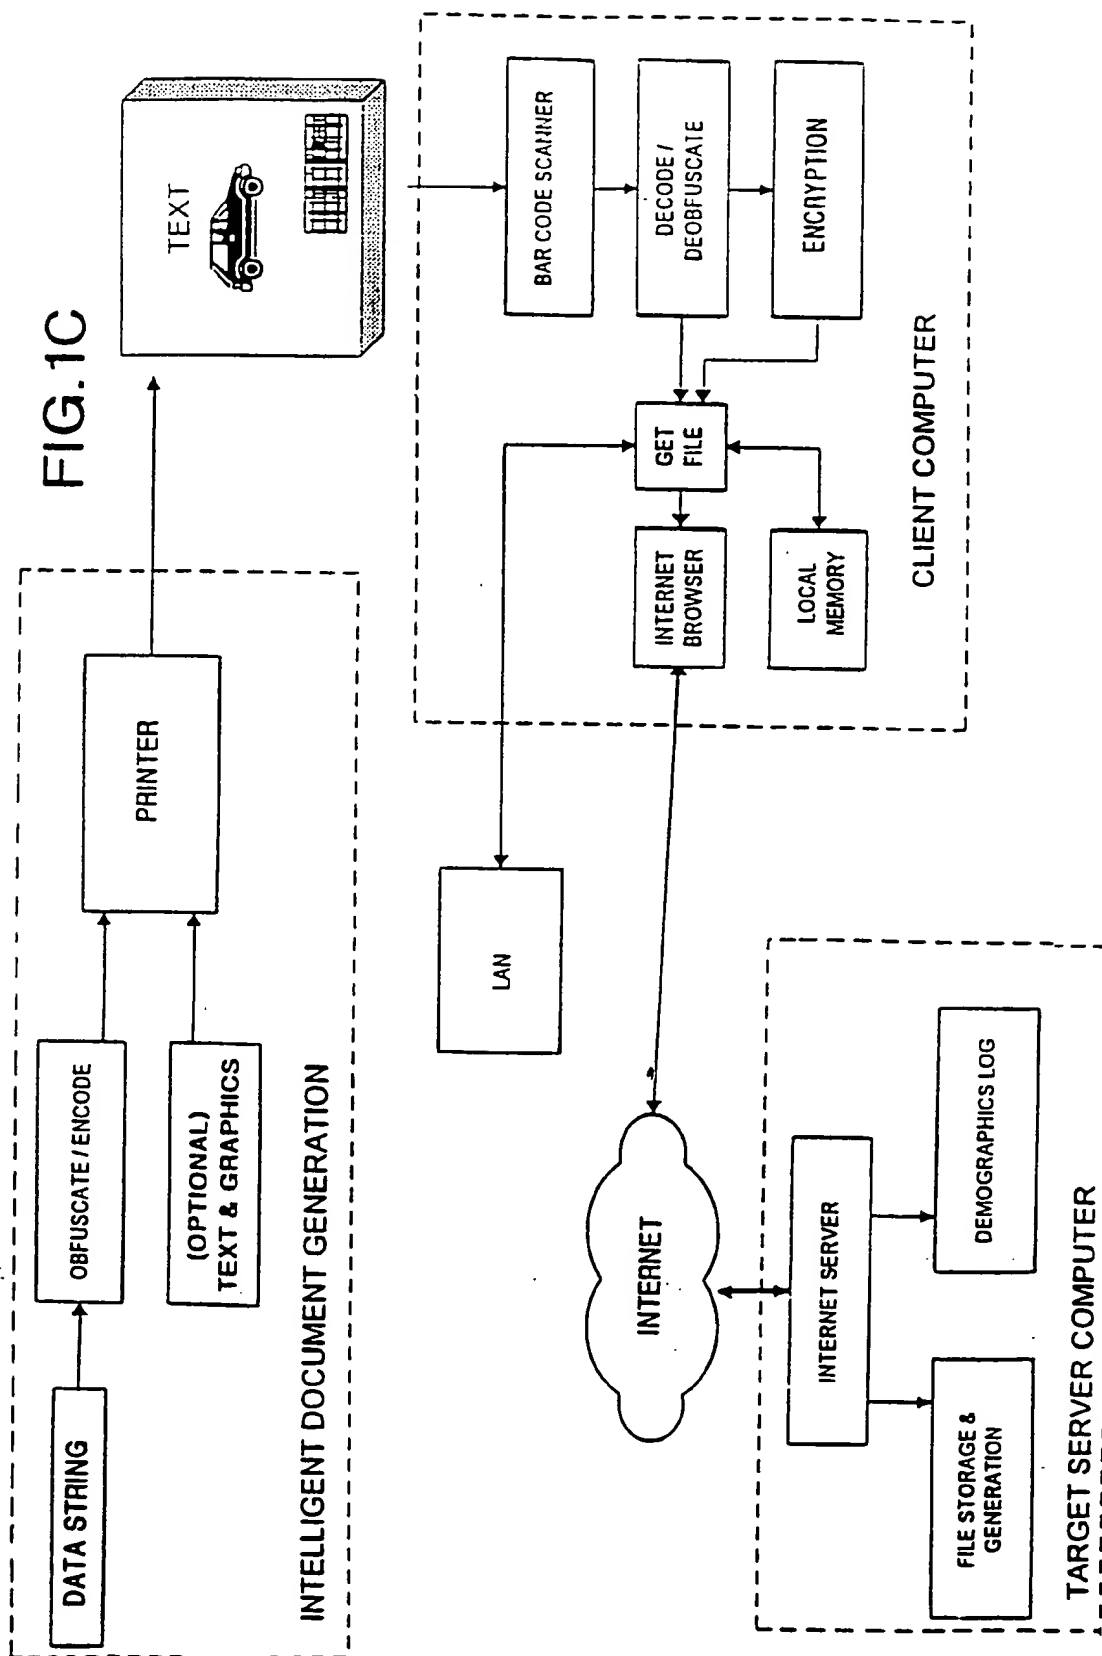 FIG.1C
DATA STRING
OBFUSCATE / ENCODE
(OPTIONAL)
TEXT & GRAPHICS
PRINTER
INTELLIGENT DOCUMENT GENERATION
TEXT
BAR CODE SCANNER
DECODE /
DEOBFUSCATE
ENCRYPTION
GET
FILE
INTERNET
BROWSER
LOCAL
MEMORY
CLIENT COMPUTER
LAN
INTERNET
INTERNET SERVER
FILE STORAGE &
GENERATION
DEMOGRAPHICS LOG
TARGET SERVER COMPUTER